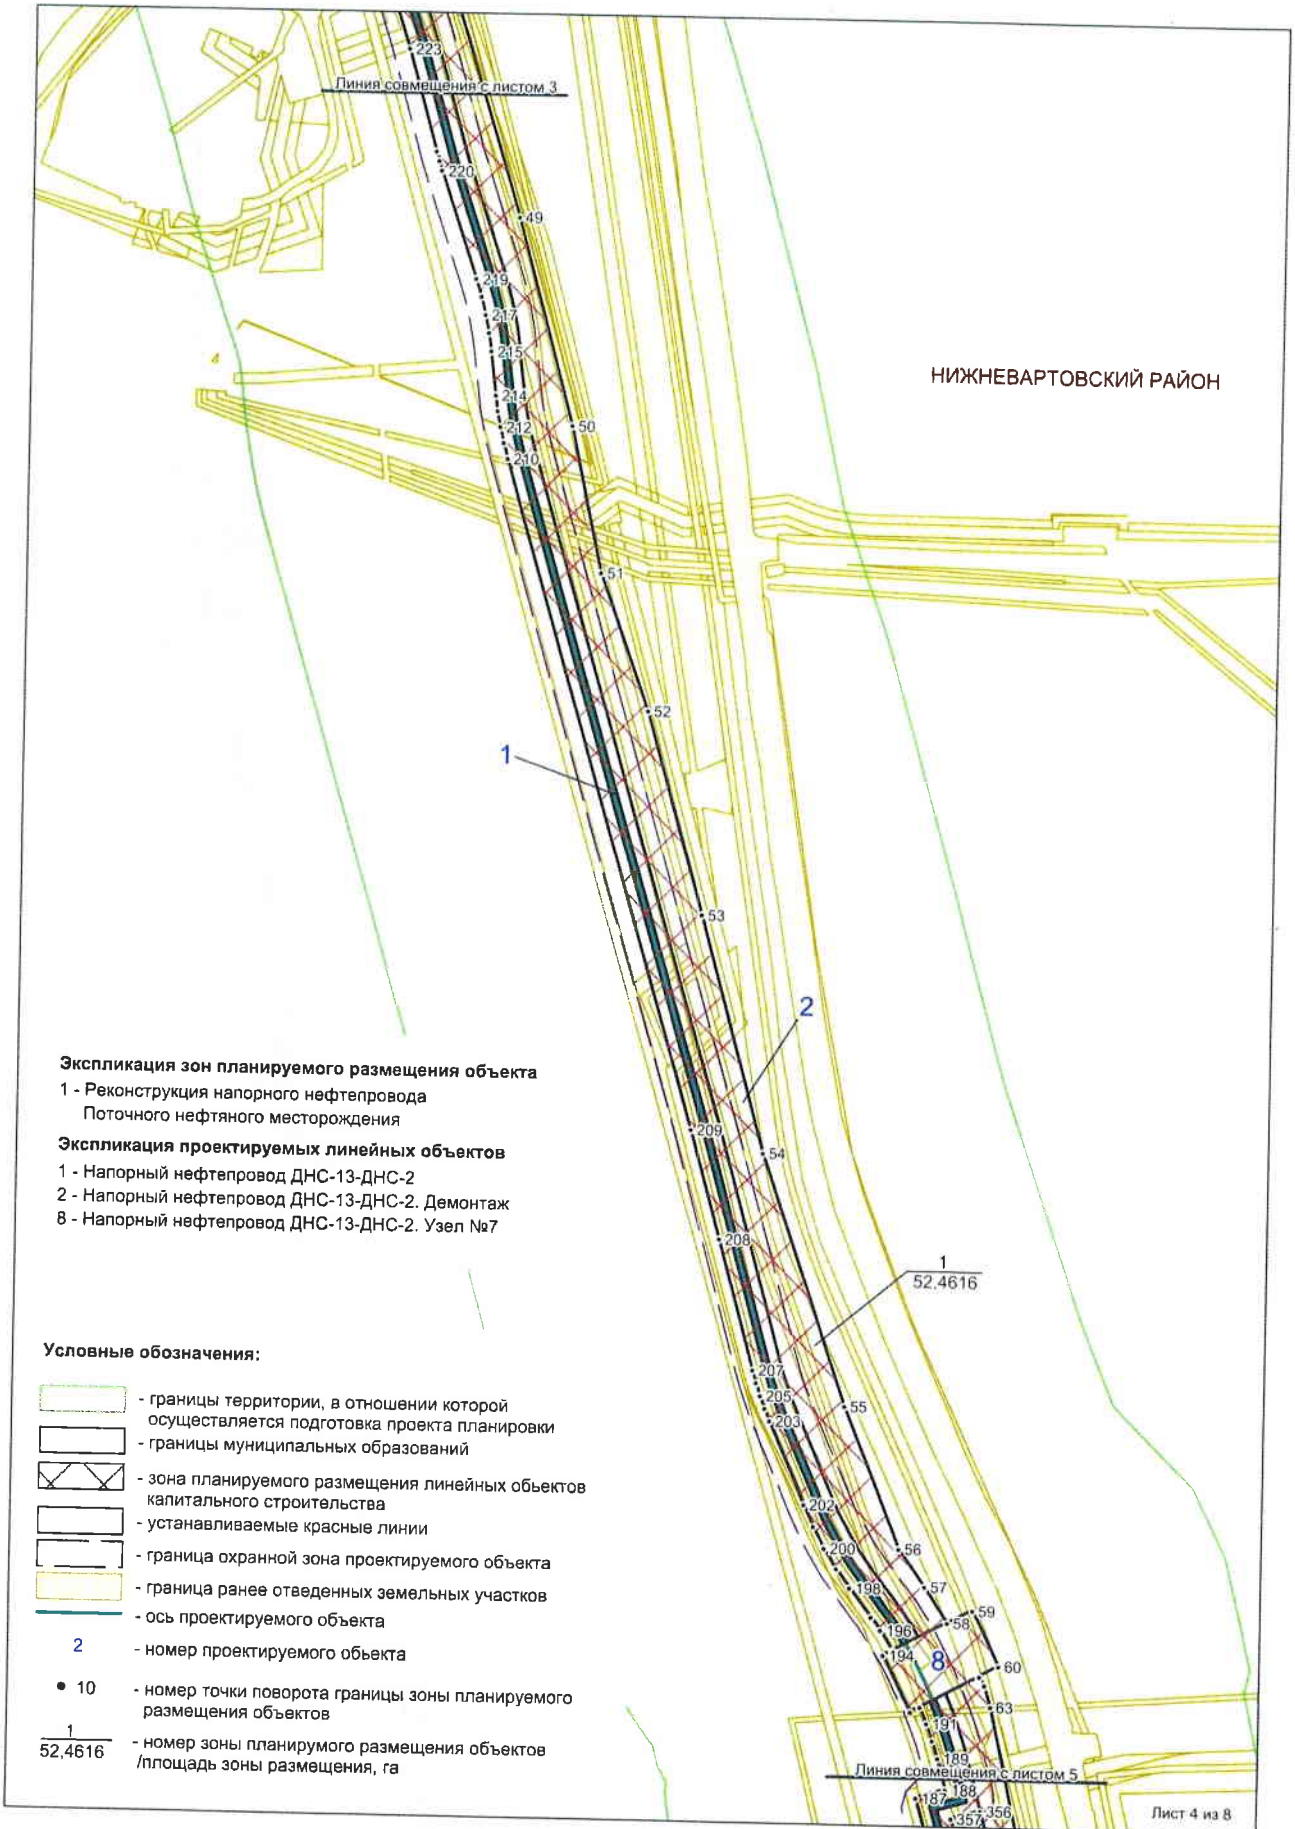 223
Линия совмещения с листом 3
220
49
219
217
4
215
НИЖНЕВАРТОВСКИЙ РАЙОН
214
50
212
210
51
52
1
53
2
Экспликация зон планируемого размещения объекта
1 - Реконструкция напорного нефтепровода
Поточного нефтяного месторождения
Экспликация проектируемых линейных объектов
1 - Напорный нефтепровод ДНС-13-ДНС-2
2 - Напорный нефтепровод ДНС-13-ДНС-2. Демонтаж
8 - Напорный нефтепровод ДНС-13-ДНС-2. Узел №7
209
54
208
1
52,4616
207
205
203
55
202
200
56
198
57
59
58
196
194
8
60
63
191
189
Линия совмещения с листом 5
188
187
356
357
Условные обозначения:
- границы территории, в отношении которой
осуществляется подготовка проекта планировки
- границы муниципальных образований
- зона планируемого размещения линейных обьектов
капитального строительства
- устанавливаемые красные линии
- граница охранной зона проектируемого объекта
- граница ранее отведенных земельных участков
- ось проектируемого объекта
2 - номер проектируемого обьекта
10 - номер точки поворота границы зоны планируемого
размещения объектов
1
52,4616
- номер зоны планирумого размещения объектов
/площадь зоны размещения, га
Лист 4 из 8